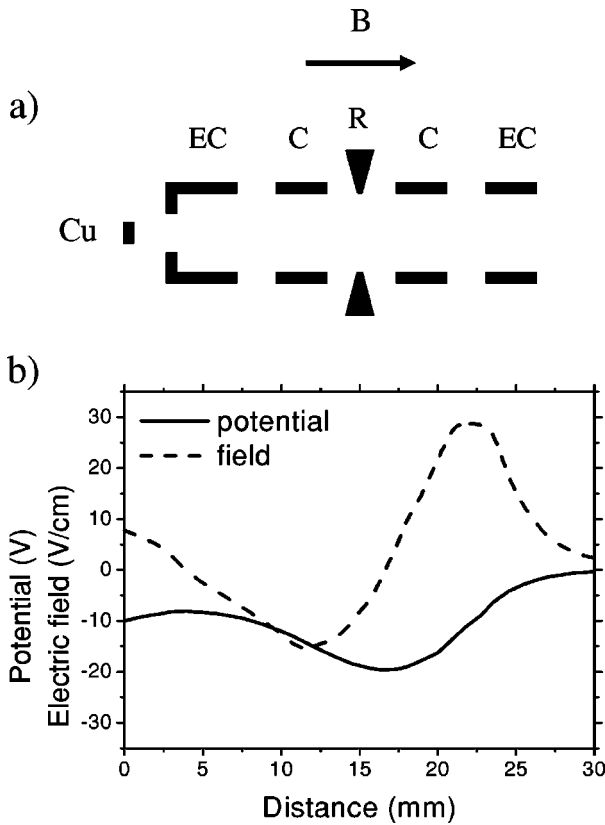 B
a)
R
EC C C EC
Cu
b)
30
20
10
0
-10
-20
-30
potential
field
Potential (V)
Electric field (V/cm)
0 5 10 15 20 25 30
Distance (mm)